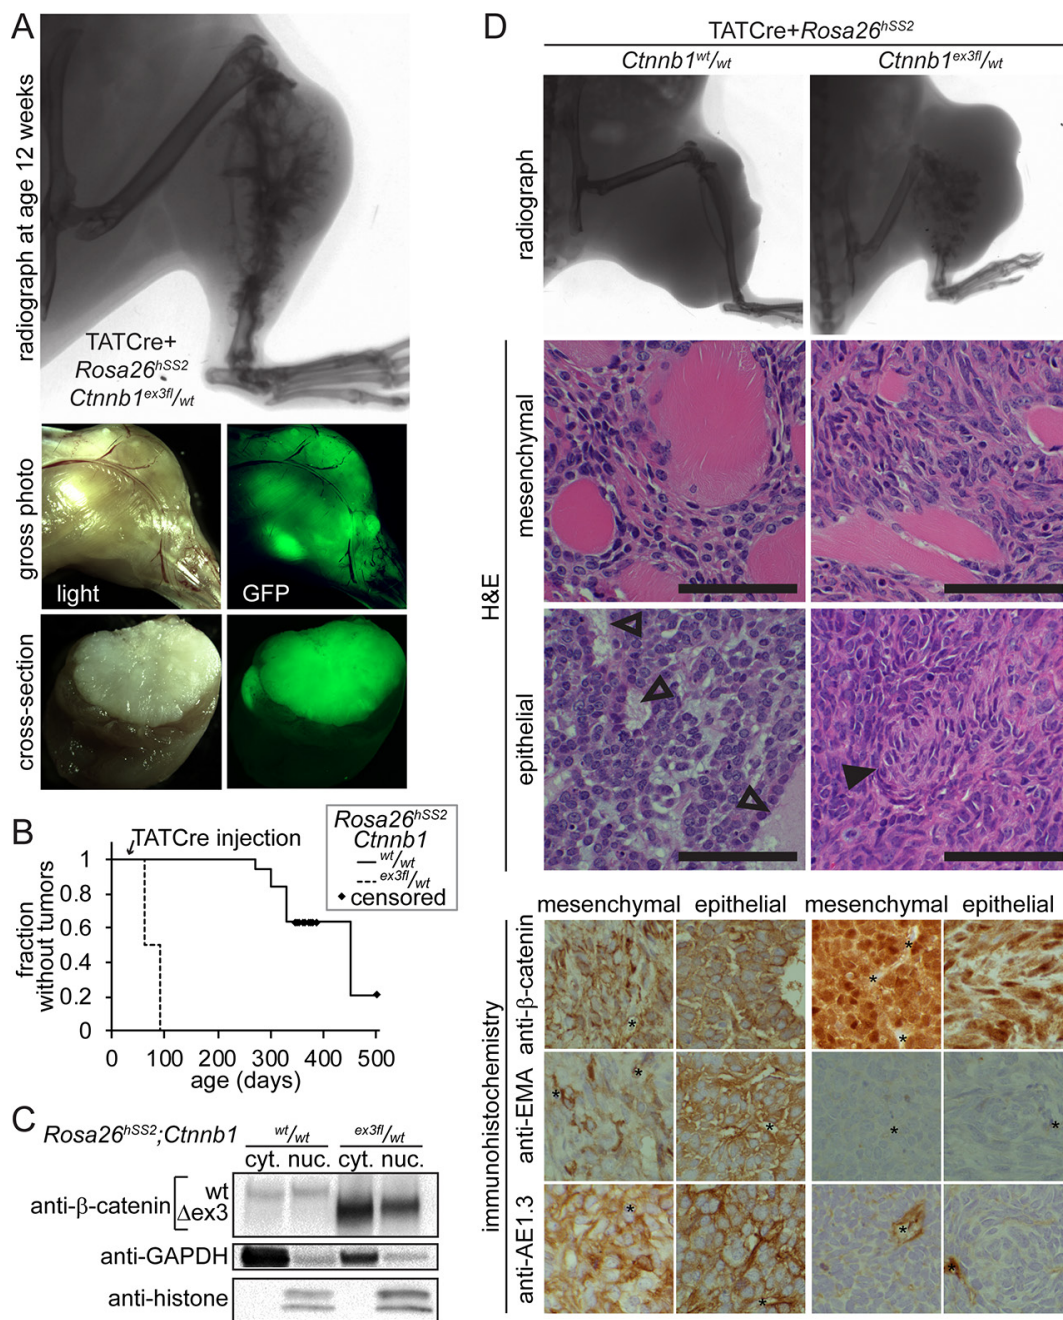 A
radiograph at age 12 weeks
TATCre+
Rosa26hSS2
Ctnnb1ex3fl/wt
gross photo
light
GFP
cross-section
B
TATCre injection
Rosa26hSS2
Ctnnb1
wt/wt
ex3fl/wt
censored
fraction
without tumors
1
0.8
0.6
0.4
0.2
0
0 100 200 300 400 500
age (days)
C
Rosa26hSS2;Ctnnb1
wt/wt
ex3fl/wt
cyt. nuc. cyt. nuc.
anti-β-catenin
wt
Δex3
anti-GAPDH
anti-histone
D
TATCre+Rosa26hSS2
Ctnnb1wt/wt
Ctnnb1ex3fl/wt
radiograph
H&E
mesenchymal
epithelial
mesenchymal epithelial mesenchymal epithelial
immunohistochemistry
anti-β-catenin
anti-EMA
anti-AE1.3